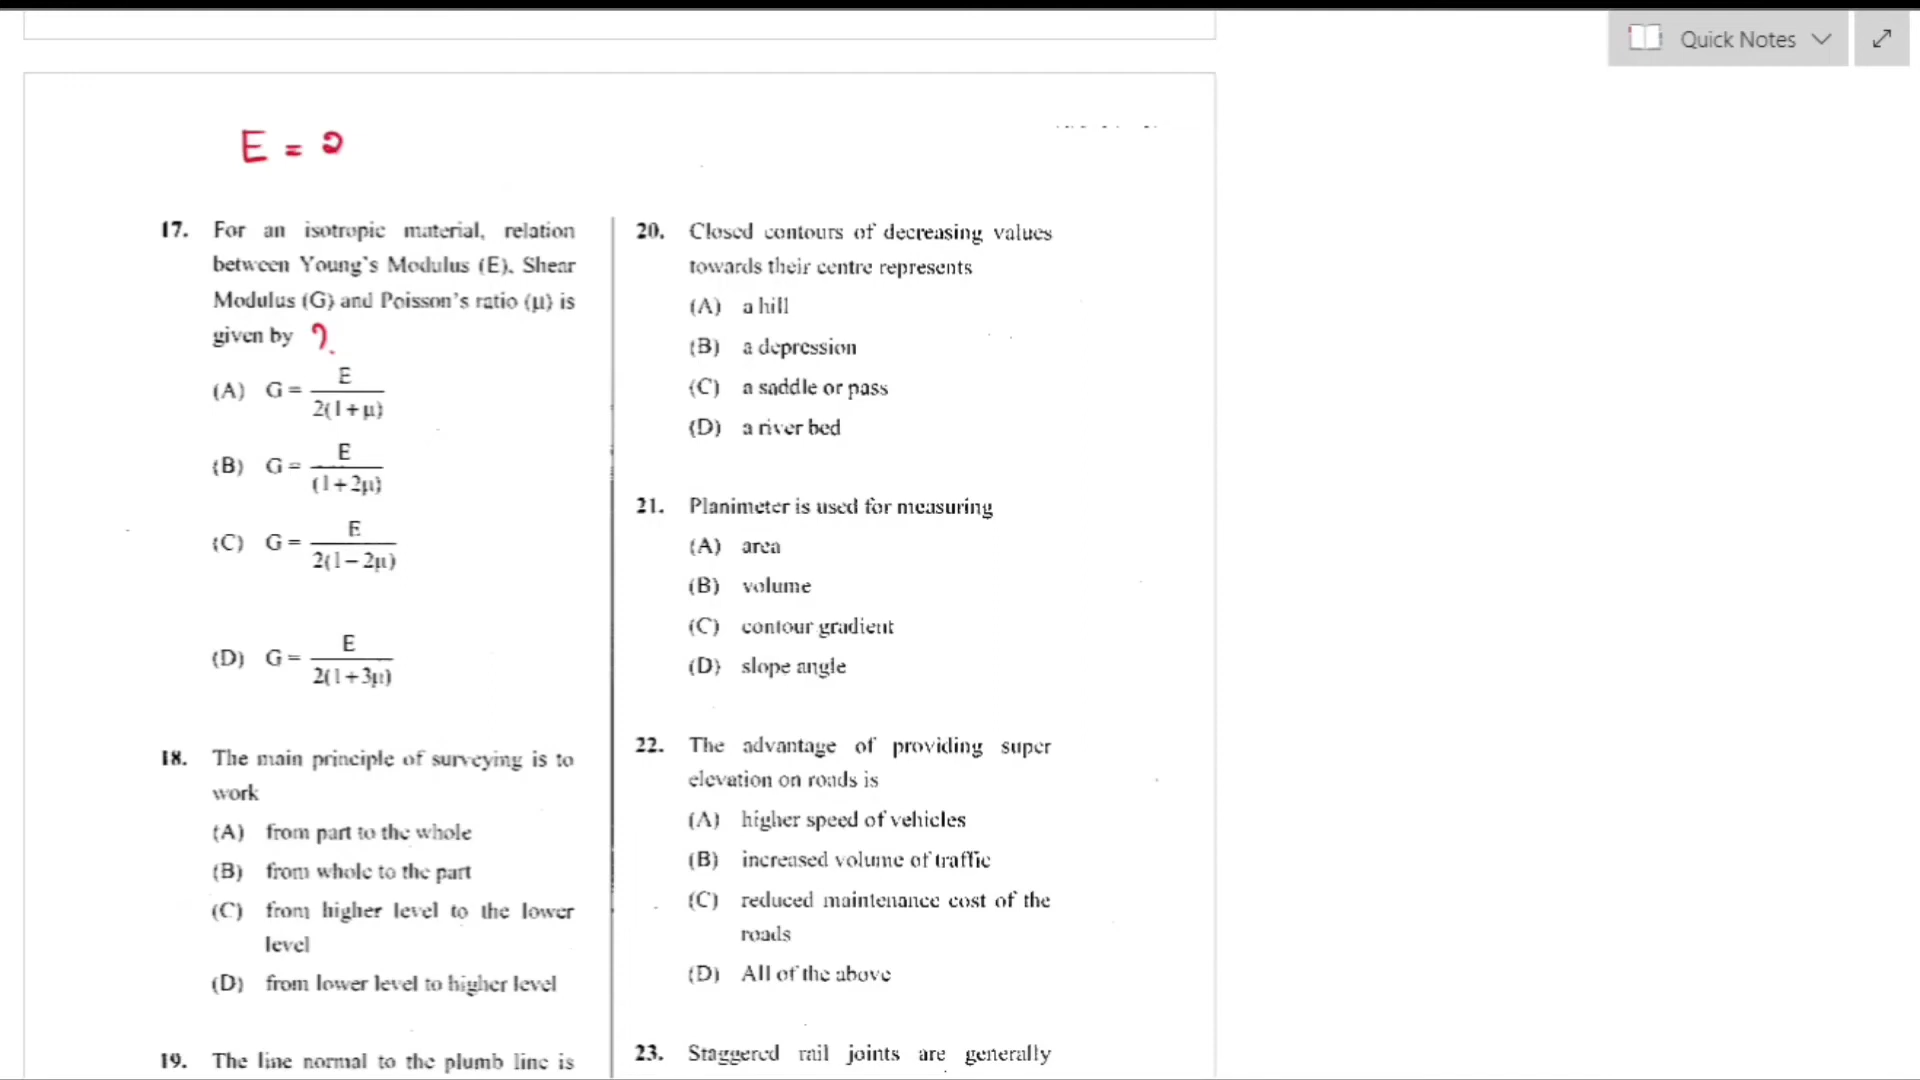 Quick Notes
E = 2
17. For an isotropic material, relation
between Young's Modulus (E), Shear
Modulus (G) and Poisson's ratio (μ) is
given by ?
(A) G = E / 2(1+μ)
(B) G = E / (1+2μ)
(C) G = E / 2(1−2μ)
(D) G = E / 2(1+3μ)
18. The main principle of surveying is to
work
(A) from part to the whole
(B) from whole to the part
(C) from higher level to the lower
level
(D) from lower level to higher level
19. The line normal to the plumb line is
20. Closed contours of decreasing values
towards their centre represents
(A) a hill
(B) a depression
(C) a saddle or pass
(D) a river bed
21. Planimeter is used for measuring
(A) area
(B) volume
(C) contour gradient
(D) slope angle
22. The advantage of providing super
elevation on roads is
(A) higher speed of vehicles
(B) increased volume of traffic
(C) reduced maintenance cost of the
roads
(D) All of the above
23. Staggered rail joints are generally